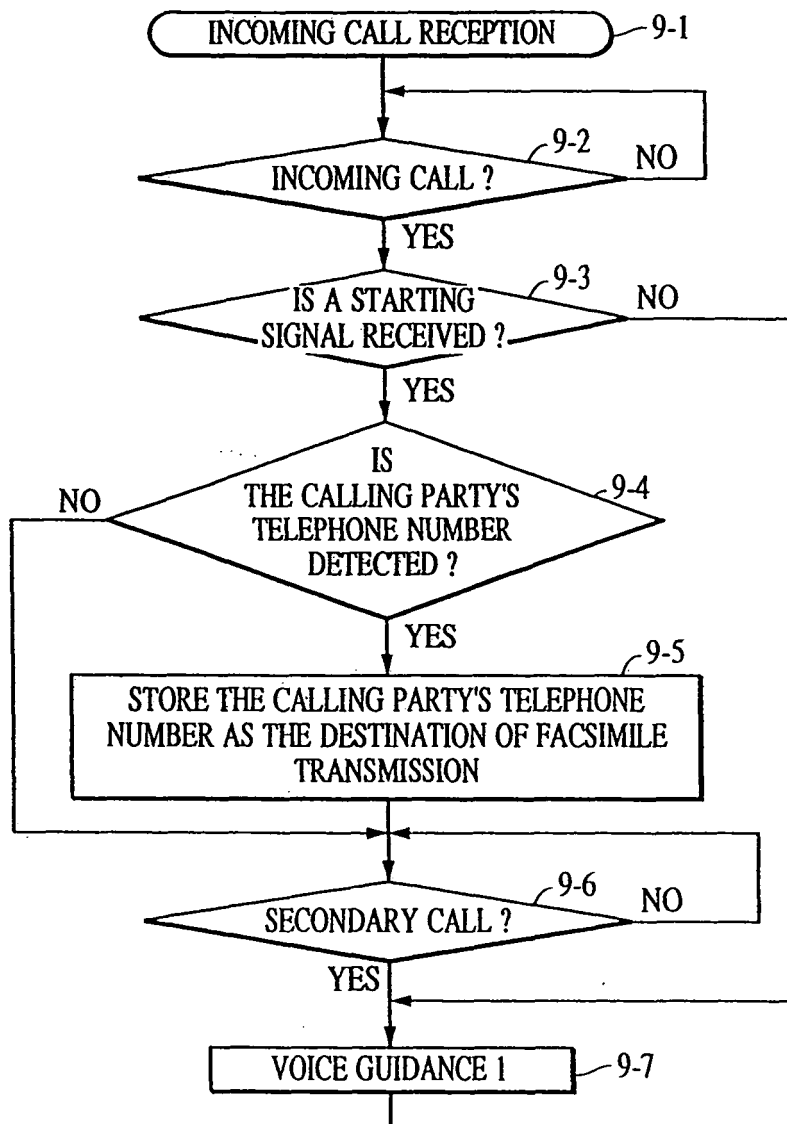 INCOMING CALL RECEPTION
9-1
9-2
INCOMING CALL ?
NO
YES
9-3
IS A STARTING
SIGNAL RECEIVED ?
NO
YES
IS
THE CALLING PARTY'S
TELEPHONE NUMBER
DETECTED ?
9-4
NO
YES
9-5
STORE THE CALLING PARTY'S TELEPHONE
NUMBER AS THE DESTINATION OF FACSIMILE
TRANSMISSION
9-6
SECONDARY CALL ?
NO
YES
VOICE GUIDANCE 1
9-7